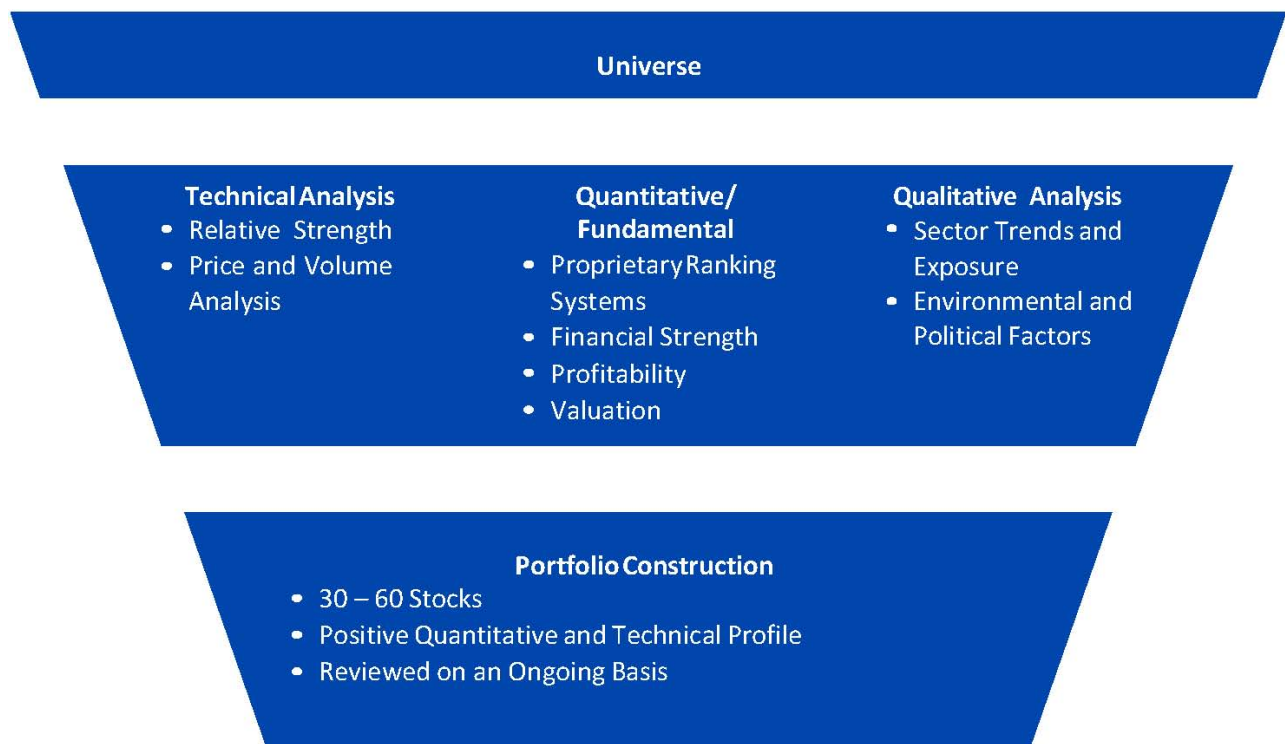 Universe
Technical Analysis
• Relative Strength
• Price and Volume
Analysis
Quantitative/
Fundamental
• Proprietary Ranking
Systems
• Financial Strength
• Profitability
• Valuation
Qualitative Analysis
• Sector Trends and
Exposure
• Environmental and
Political Factors
Portfolio Construction
• 30 – 60 Stocks
• Positive Quantitative and Technical Profile
• Reviewed on an Ongoing Basis